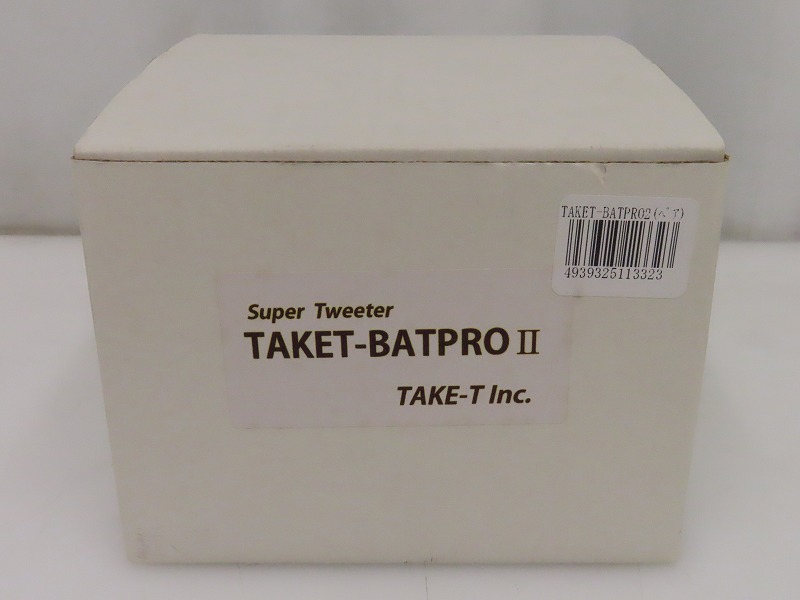 TAKET-BATPRO2(ペア)
4939325113323
Super Tweeter
TAKET-BATPRO II
TAKE-T Inc.